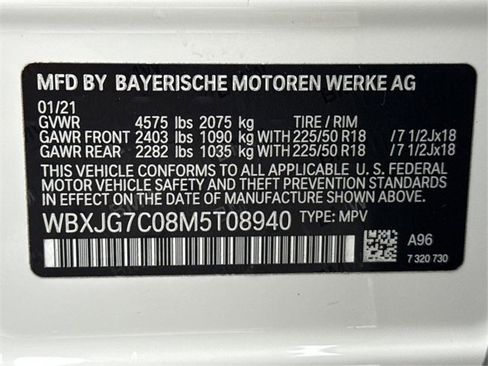 MFD BY BAYERISCHE MOTOREN WERKE AG
01/21
GVWR 4575 lbs 2075 kg TIRE / RIM
GAWR FRONT 2403 lbs 1090 kg WITH 225/50 R18 /7 1/2Jx18
GAWR REAR 2282 lbs 1035 kg WITH 225/50 R18 /7 1/2Jx18
THIS VEHICLE CONFORMS TO ALL APPLICABLE U. S. FEDERAL
MOTOR VEHICLE SAFETY STANDARDS IN EFFECT ON THE
DATE OF MANUFACTURE SHOWN ABOVE.
WBXJG7C08M5T08940 TYPE: MPV
A96
7 320 730